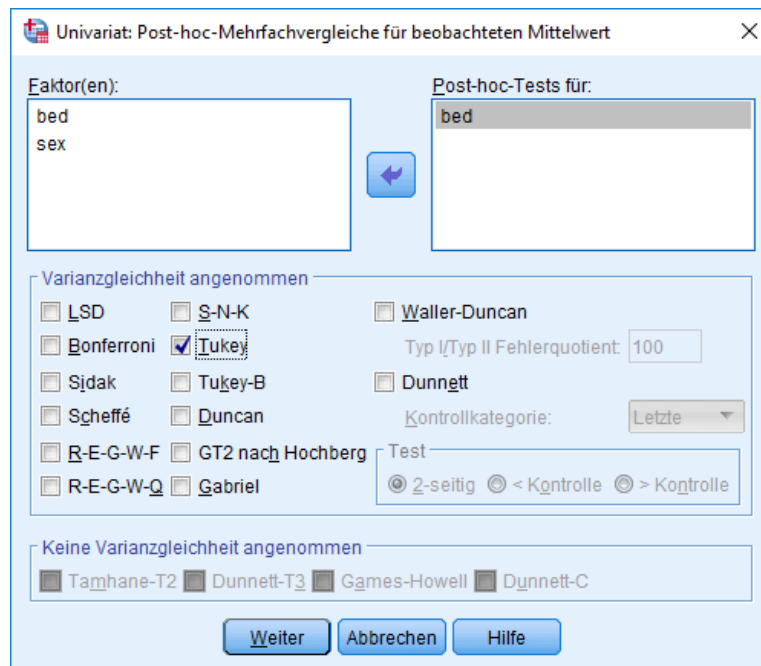 Univariat: Post-hoc-Mehrfachvergleiche für beobachteten Mittelwert
Faktor(en):
bed
sex
Post-hoc-Tests für:
bed
Varianzgleichheit angenommen
LSD
S-N-K
Waller-Duncan
Bonferroni
Tukey
Typ I/Typ II Fehlerquotient: 100
Sidak
Tukey-B
Dunnett
Scheffé
Duncan
Kontrollkategorie: Letzte
R-E-G-W-F
GT2 nach Hochberg
Test
R-E-G-W-Q
Gabriel
2-seitig < Kontrolle > Kontrolle
Keine Varianzgleichheit angenommen
Tamhane-T2 Dunnett-T3 Games-Howell Dunnett-C
Weiter Abbrechen Hilfe